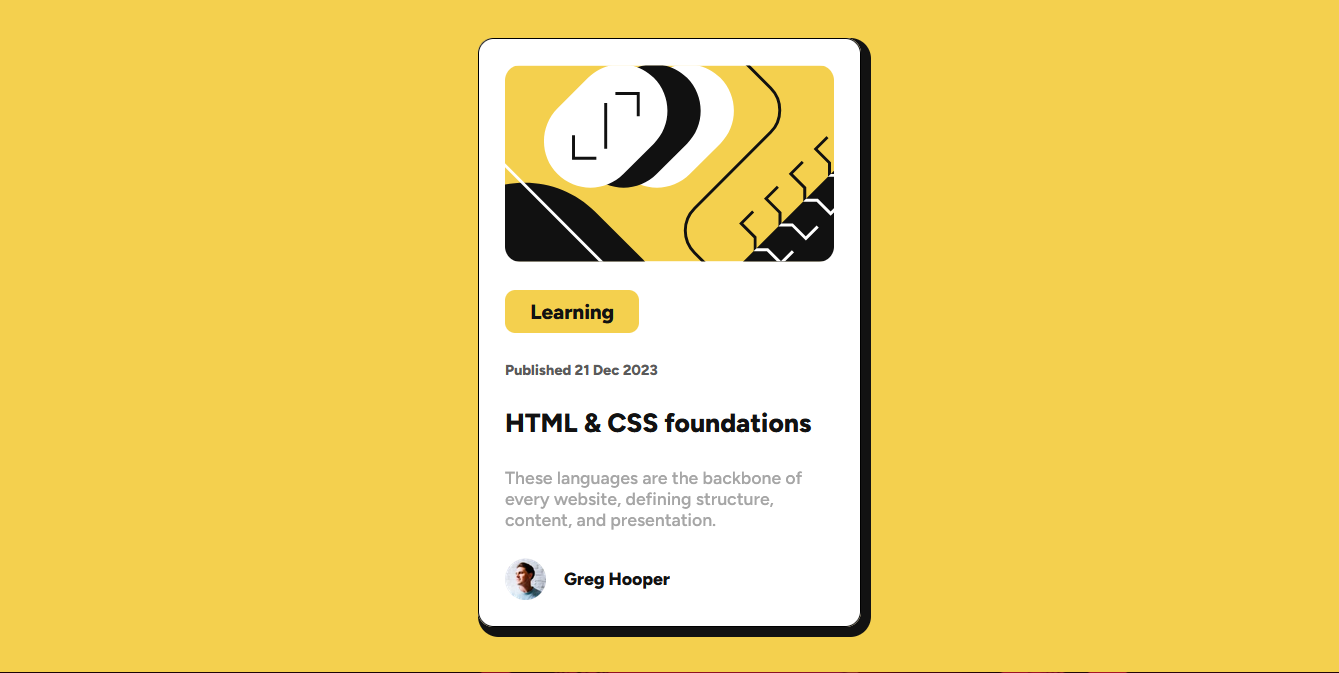 Learning
Published 21 Dec 2023
HTML & CSS foundations
These languages are the backbone of
every website, defining structure,
content, and presentation.
Greg Hooper